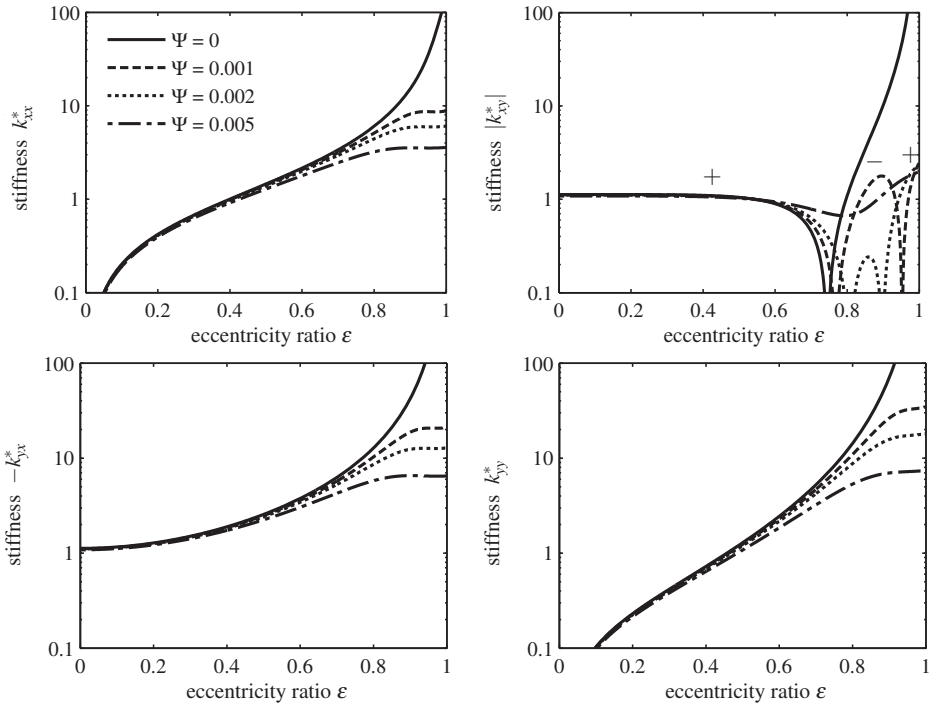 100
10
1
0.1
stiffness k*xx
Ψ = 0
Ψ = 0.001
Ψ = 0.002
Ψ = 0.005
0 0.2 0.4 0.6 0.8 1
eccentricity ratio ε
100
10
1
0.1
stiffness |k*xy|
+
−
+
0 0.2 0.4 0.6 0.8 1
eccentricity ratio ε
100
10
1
0.1
stiffness −k*yx
0 0.2 0.4 0.6 0.8 1
eccentricity ratio ε
100
10
1
0.1
stiffness k*yy
0 0.2 0.4 0.6 0.8 1
eccentricity ratio ε